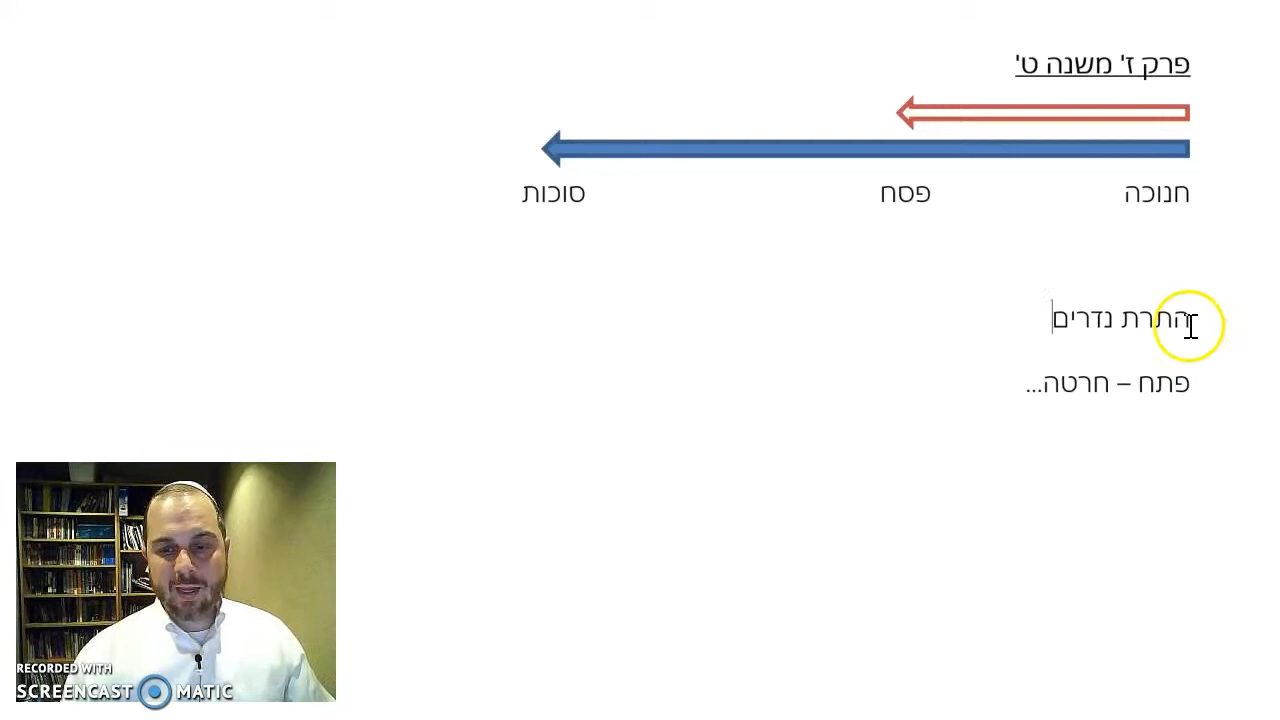 פרק ז' משנה ט'
חנוכה פסח סוכות
התרת נדרים
פתח – חרטה...
RECORDED WITH
SCREENCAST MATIC